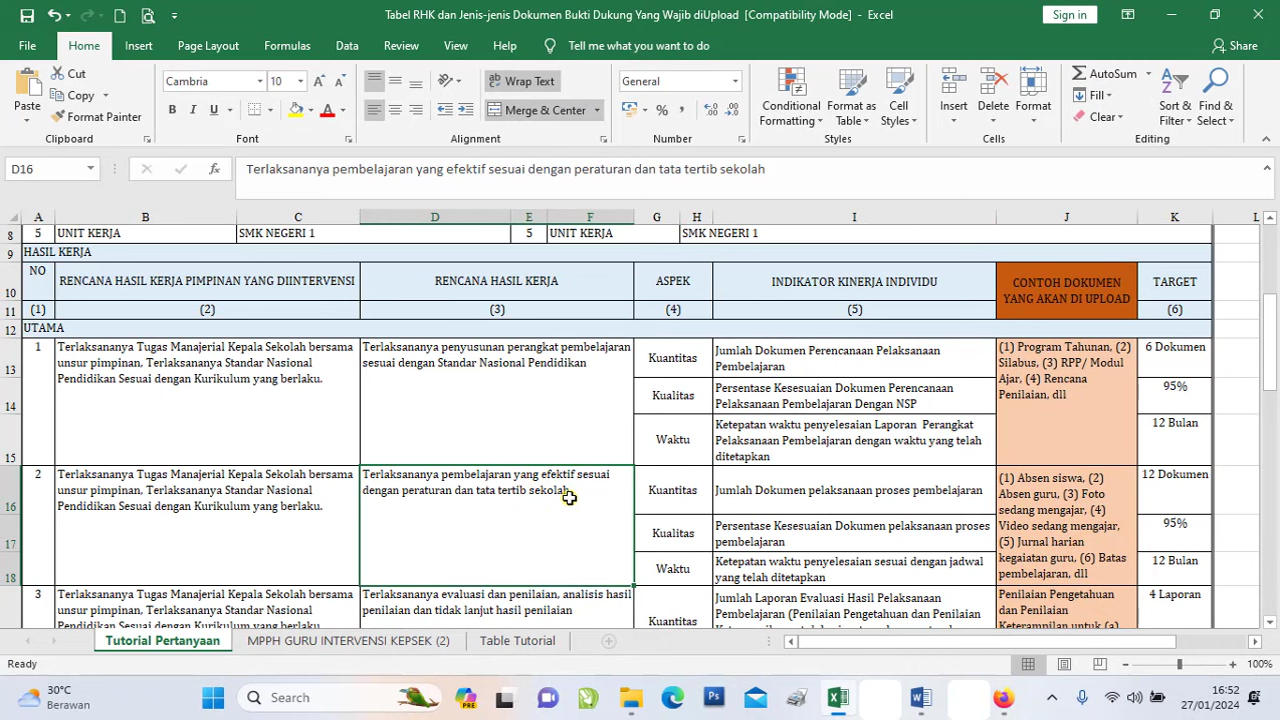 Tabel RHK dan Jenis-jenis Dokumen Bukti Dukung Yang Wajib diUpload [Compatibility Mode] - Excel
Sign in
File Home Insert Page Layout Formulas Data Review View Help Tell me what you want to do Share
Paste
Cut
Copy
Format Painter
Clipboard
Cambria 10
B I U
Font
Wrap Text
Merge & Center
Alignment
General
Number
Conditional Formatting
Format as Table
Cell Styles
Styles
Insert Delete Format
Cells
AutoSum
Fill
Clear
Sort & Filter
Find & Select
Editing
D16
fx
Terlaksananya pembelajaran yang efektif sesuai dengan peraturan dan tata tertib sekolah
A B C D E F G H I J K L
8 5 UNIT KERJA SMK NEGERI 1 5 UNIT KERJA SMK NEGERI 1
9 HASIL KERJA
10 NO RENCANA HASIL KERJA PIMPINAN YANG DIINTERVENSI RENCANA HASIL KERJA ASPEK INDIKATOR KINERJA INDIVIDU CONTOH DOKUMEN YANG AKAN DI UPLOAD TARGET
11 (1) (2) (3) (4) (5) (6)
12 UTAMA
13 1
Terlaksananya Tugas Manajerial Kepala Sekolah bersama
unsur pimpinan, Terlaksananya Standar Nasional
Pendidikan Sesuai dengan Kurikulum yang berlaku.
Terlaksananya penyusunan perangkat pembelajaran
sesuai dengan Standar Nasional Pendidikan
Kuantitas
Jumlah Dokumen Perencanaan Pelaksanaan
Pembelajaran
(1) Program Tahunan, (2)
Silabus, (3) RPP/ Modul
Ajar, (4) Rencana
Penilaian, dll
6 Dokumen
14
Kualitas
Persentase Kesesuaian Dokumen Perencanaan
Pelaksanaan Pembelajaran Dengan NSP
95%
15
Waktu
Ketepatan waktu penyelesaian Laporan Perangkat
Pelaksanaan Pembelajaran dengan waktu yang telah
ditetapkan
12 Bulan
16 2
Terlaksananya Tugas Manajerial Kepala Sekolah bersama
unsur pimpinan, Terlaksananya Standar Nasional
Pendidikan Sesuai dengan Kurikulum yang berlaku.
Terlaksananya pembelajaran yang efektif sesuai
dengan peraturan dan tata tertib sekolah
Kuantitas
Jumlah Dokumen pelaksanaan proses pembelajaran
(1) Absen siswa, (2)
Absen guru, (3) Foto
sedang mengajar, (4)
Video sedang mengajar,
(5) Jurnal harian
kegiatan guru, (6) Batas
pembelajaran, dll
12 Dokumen
17
Kualitas
Persentase Kesesuaian Dokumen pelaksanaan proses
pembelajaran
95%
18
Waktu
Ketepatan waktu penyelesaian sesuai dengan jadwal
yang telah ditetapkan
12 Bulan
3
Terlaksananya Tugas Manajerial Kepala Sekolah bersama
unsur pimpinan, Terlaksananya Standar Nasional
Terlaksananya evaluasi dan penilaian, analisis hasil
penilaian dan tidak lanjut hasil penilaian
Kuantitas
Jumlah Laporan Evaluasi Hasil Pelaksanaan
Pembelajaran (Penilaian Pengetahuan dan Penilaian
Penilaian Pengetahuan
dan Penilaian
Keterampilan untuk (a)
4 Laporan
Tutorial Pertanyaan MPPH GURU INTERVENSI KEPSEK (2) Table Tutorial
Ready
100%
30°C
Berawan
Search
PRE
Ps
16:52
27/01/2024